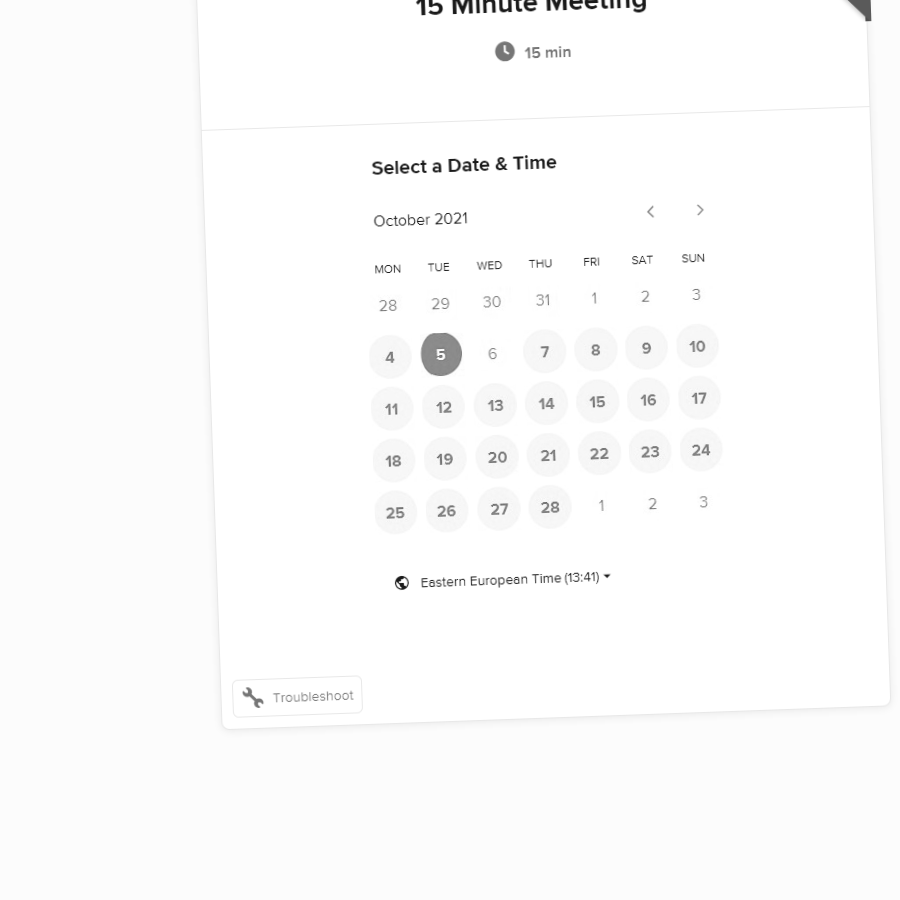 15 Minute Meeting
15 min
Select a Date & Time
October 2021
MON TUE WED THU FRI SAT SUN
28 29 30 31 1 2 3
4 5 6 7 8 9 10
11 12 13 14 15 16 17
18 19 20 21 22 23 24
25 26 27 28 1 2 3
Eastern European Time (13:41)
Troubleshoot